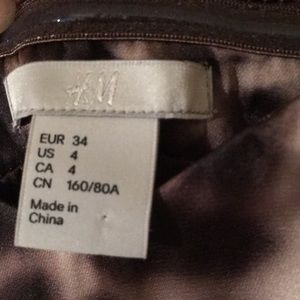 H&M
EUR 34
US 4
CA 4
CN 160/80A
Made in
China